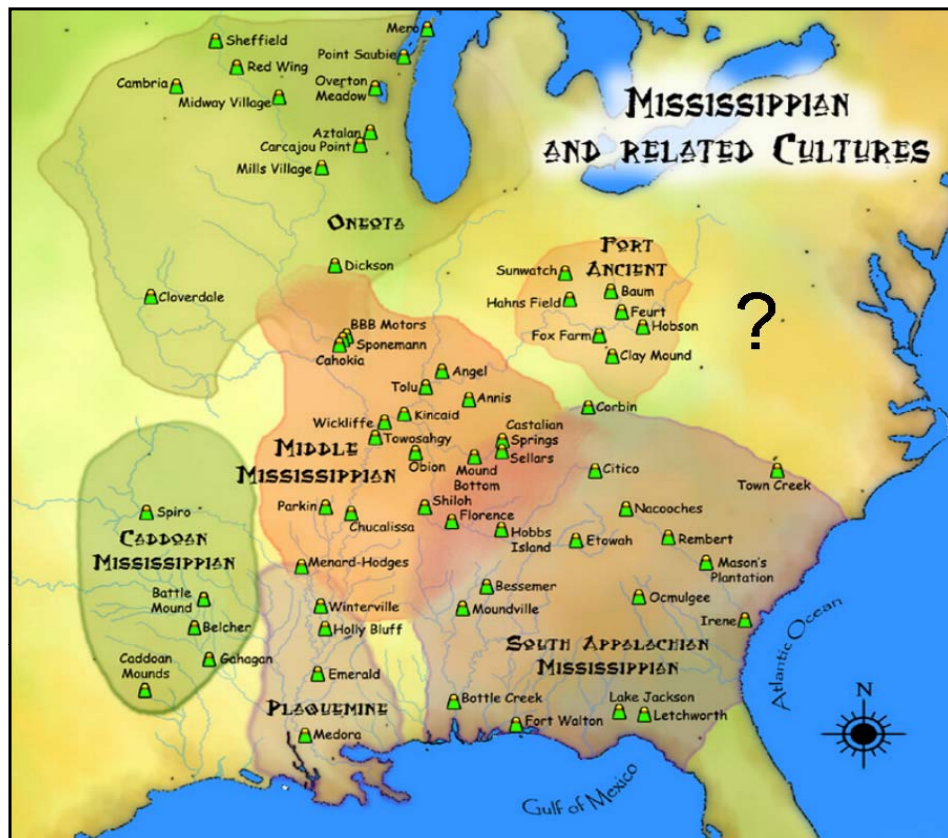 Mero
Sheffield
Point Saubie
Red Wing
Cambria
Overton
Meadow
Midway Village
MISSISSIPPIAN
AND RELATED CULTURES
Aztalan
Carcajou Point
Mills Village
ONEOTA
FORT
ANCIENT
Dickson
Sunwatch
Baum
Cloverdale
Hahns Field
Feurt
?
Hobson
BBB Motors
Sponemann
Cahokia
Fox Farm
Clay Mound
Angel
Tolu
Annis
Corbin
Kincaid
Wickliffe
Castalian
Springs
Towosahgy
Sellars
MIDDLE
MISSISSIPPIAN
Obion
Mound
Bottom
Citico
Town Creek
Spiro
Parkin
Chucalissa
Shiloh
Florence
Nacooches
CADDOAN
MISSISSIPPIAN
Hobbs
Island
Etowah
Rembert
Menard-Hodges
Mason's
Plantation
Bessemer
Battle
Mound
Winterville
Moundville
Ocmulgee
Belcher
Holly Bluff
Irene
Atlantic Ocean
SOUTH APPALACHIAN
MISSISSIPPIAN
Caddoan
Mounds
Gahagan
Emerald
PLAQUEMINE
Bottle Creek
Lake Jackson
Letchworth
Fort Walton
Medora
N
Gulf of Mexico